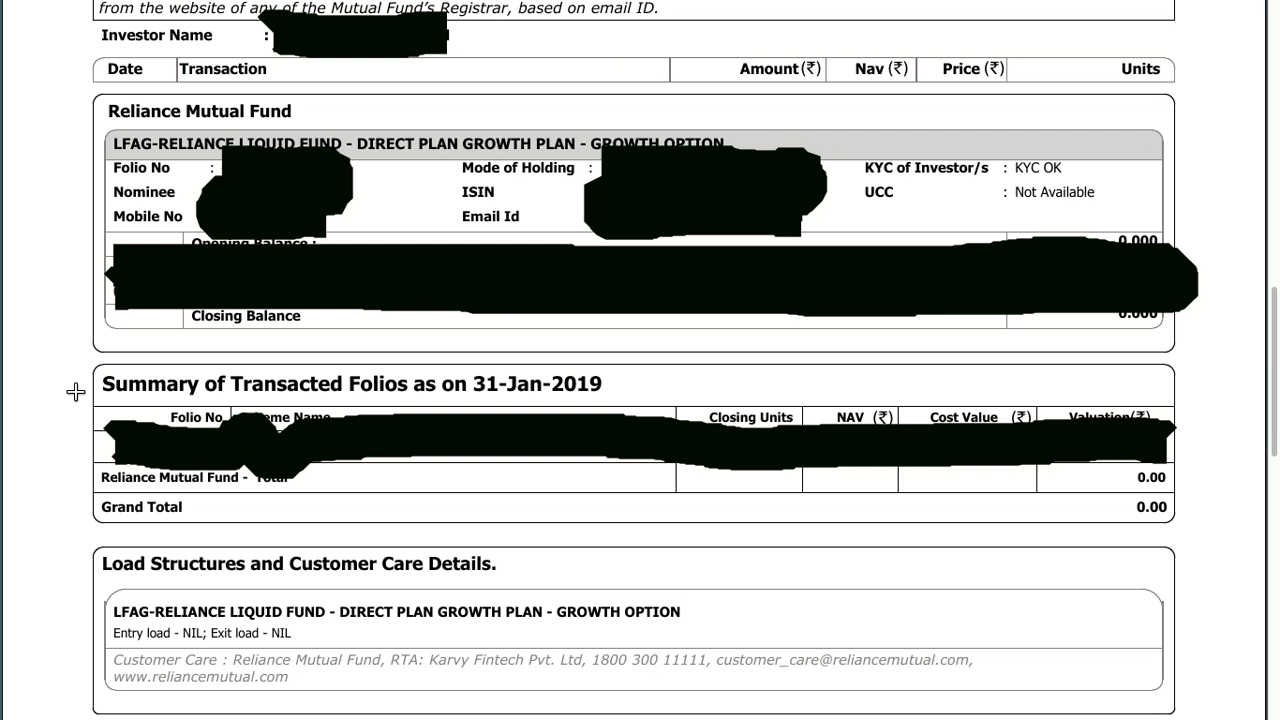 from the website of any of the Mutual Fund's Registrar, based on email ID.
Investor Name :
Date Transaction Amount (₹) Nav (₹) Price (₹) Units
Reliance Mutual Fund
LFAG-RELIANCE LIQUID FUND - DIRECT PLAN GROWTH PLAN - GROWTH OPTION
Folio No : Mode of Holding : KYC of Investor/s : KYC OK
Nominee ISIN UCC : Not Available
Mobile No Email Id
Opening Balance : 0.000
Closing Balance 0.000
Summary of Transacted Folios as on 31-Jan-2019
Folio No Name Closing Units NAV (₹) Cost Value (₹) Valuation(₹)
Reliance Mutual Fund - Total 0.00
Grand Total 0.00
Load Structures and Customer Care Details.
LFAG-RELIANCE LIQUID FUND - DIRECT PLAN GROWTH PLAN - GROWTH OPTION
Entry load - NIL; Exit load - NIL
Customer Care : Reliance Mutual Fund, RTA: Karvy Fintech Pvt. Ltd, 1800 300 11111, customer_care@reliancemutual.com,
www.reliancemutual.com